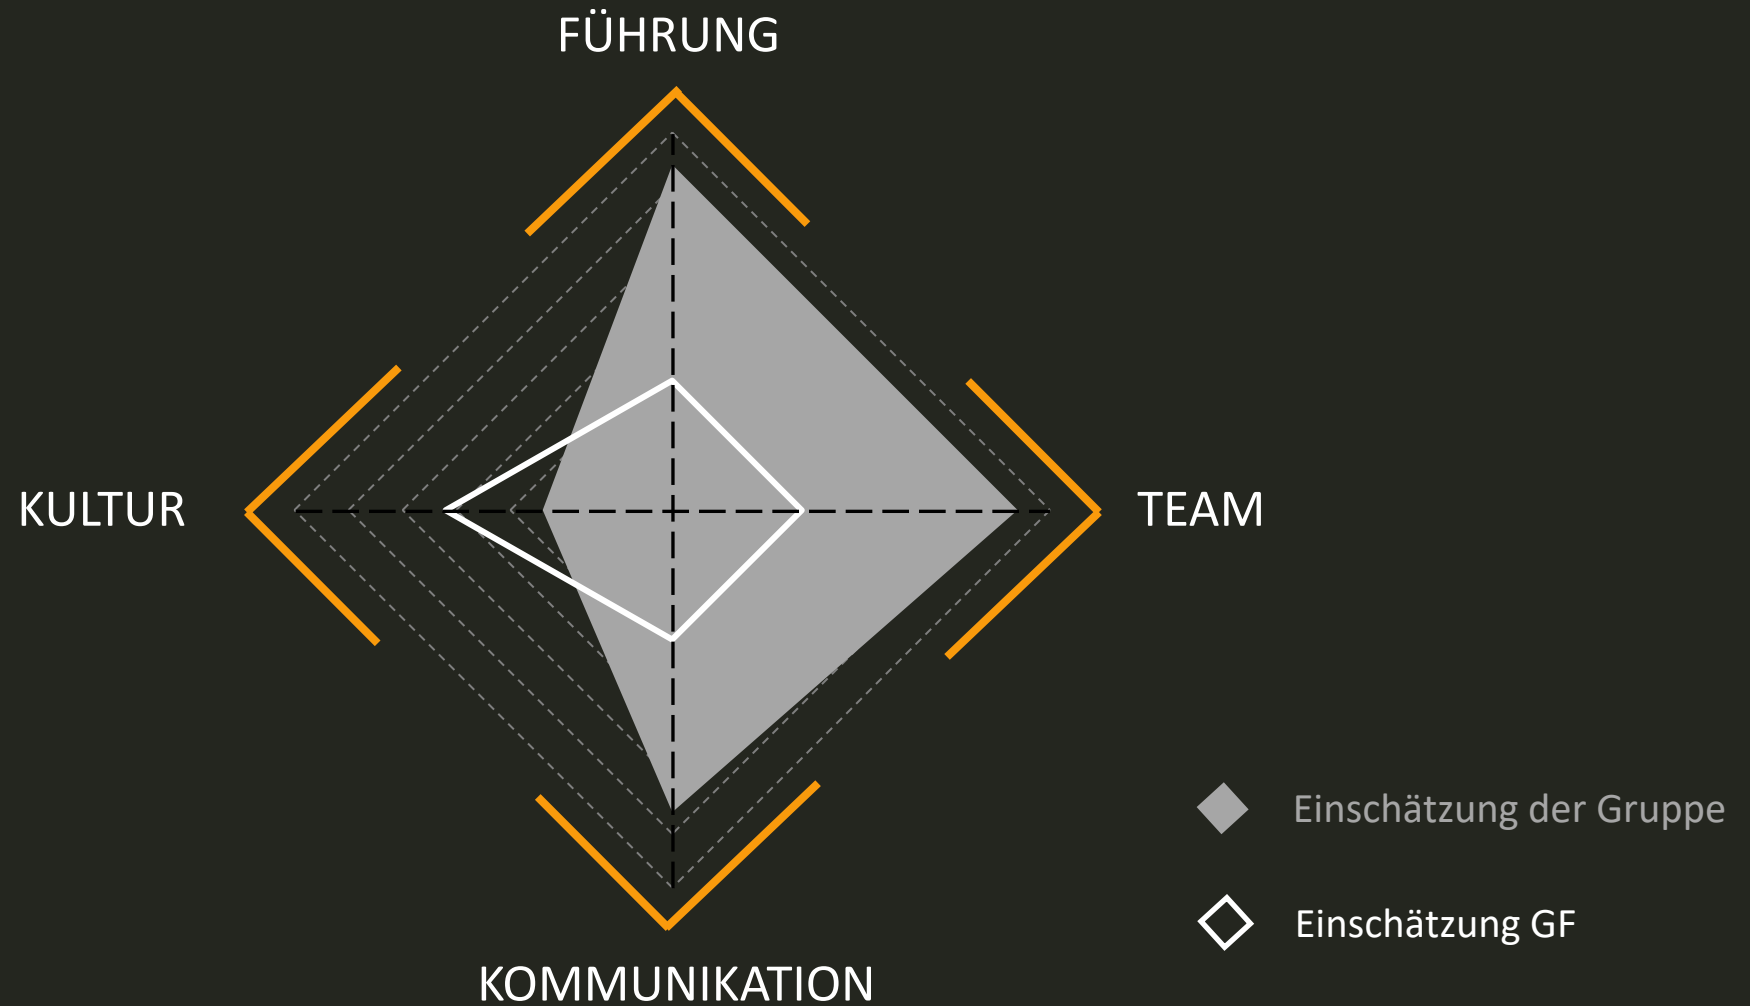 FÜHRUNG
KULTUR
TEAM
KOMMUNIKATION
Einschätzung der Gruppe
Einschätzung GF